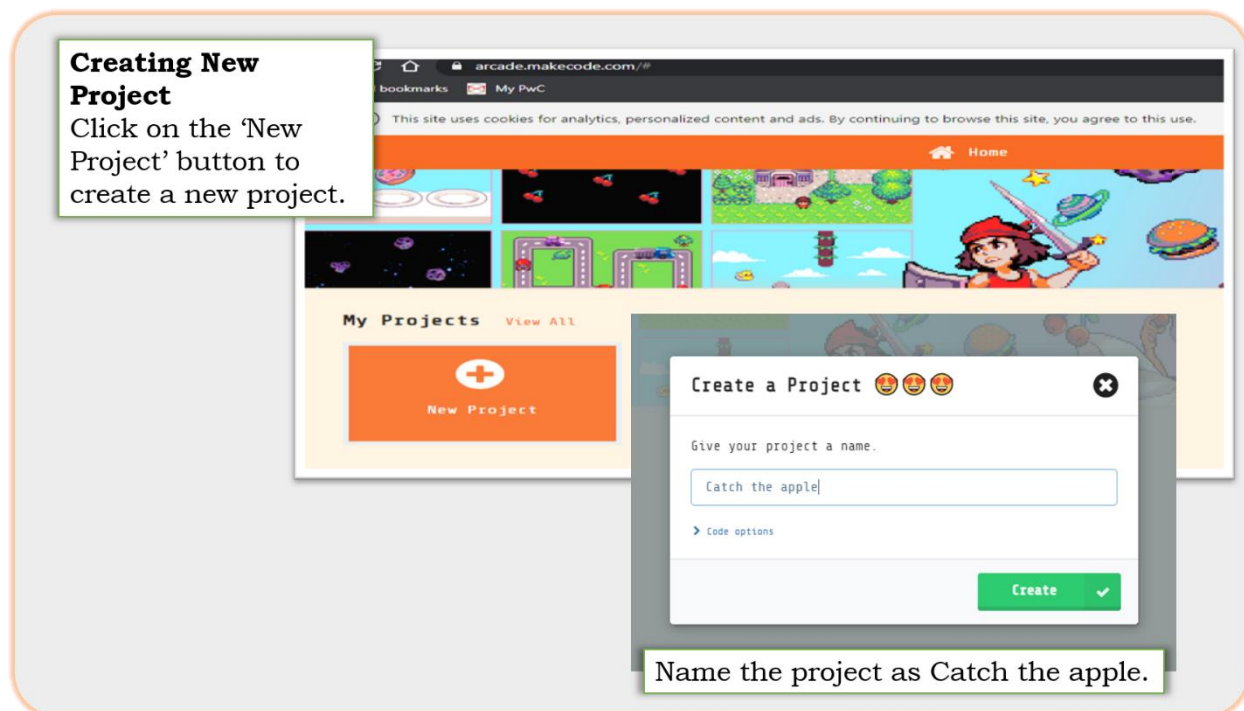 Creating New
Project
Click on the ‘New
Project’ button to
create a new project.
arcade.makecode.com/#
bookmarks My PwC
This site uses cookies for analytics, personalized content and ads. By continuing to browse this site, you agree to this use.
Home
My Projects View All
New Project
Create a Project
Give your project a name.
Catch the apple
Code options
Create
Name the project as Catch the apple.